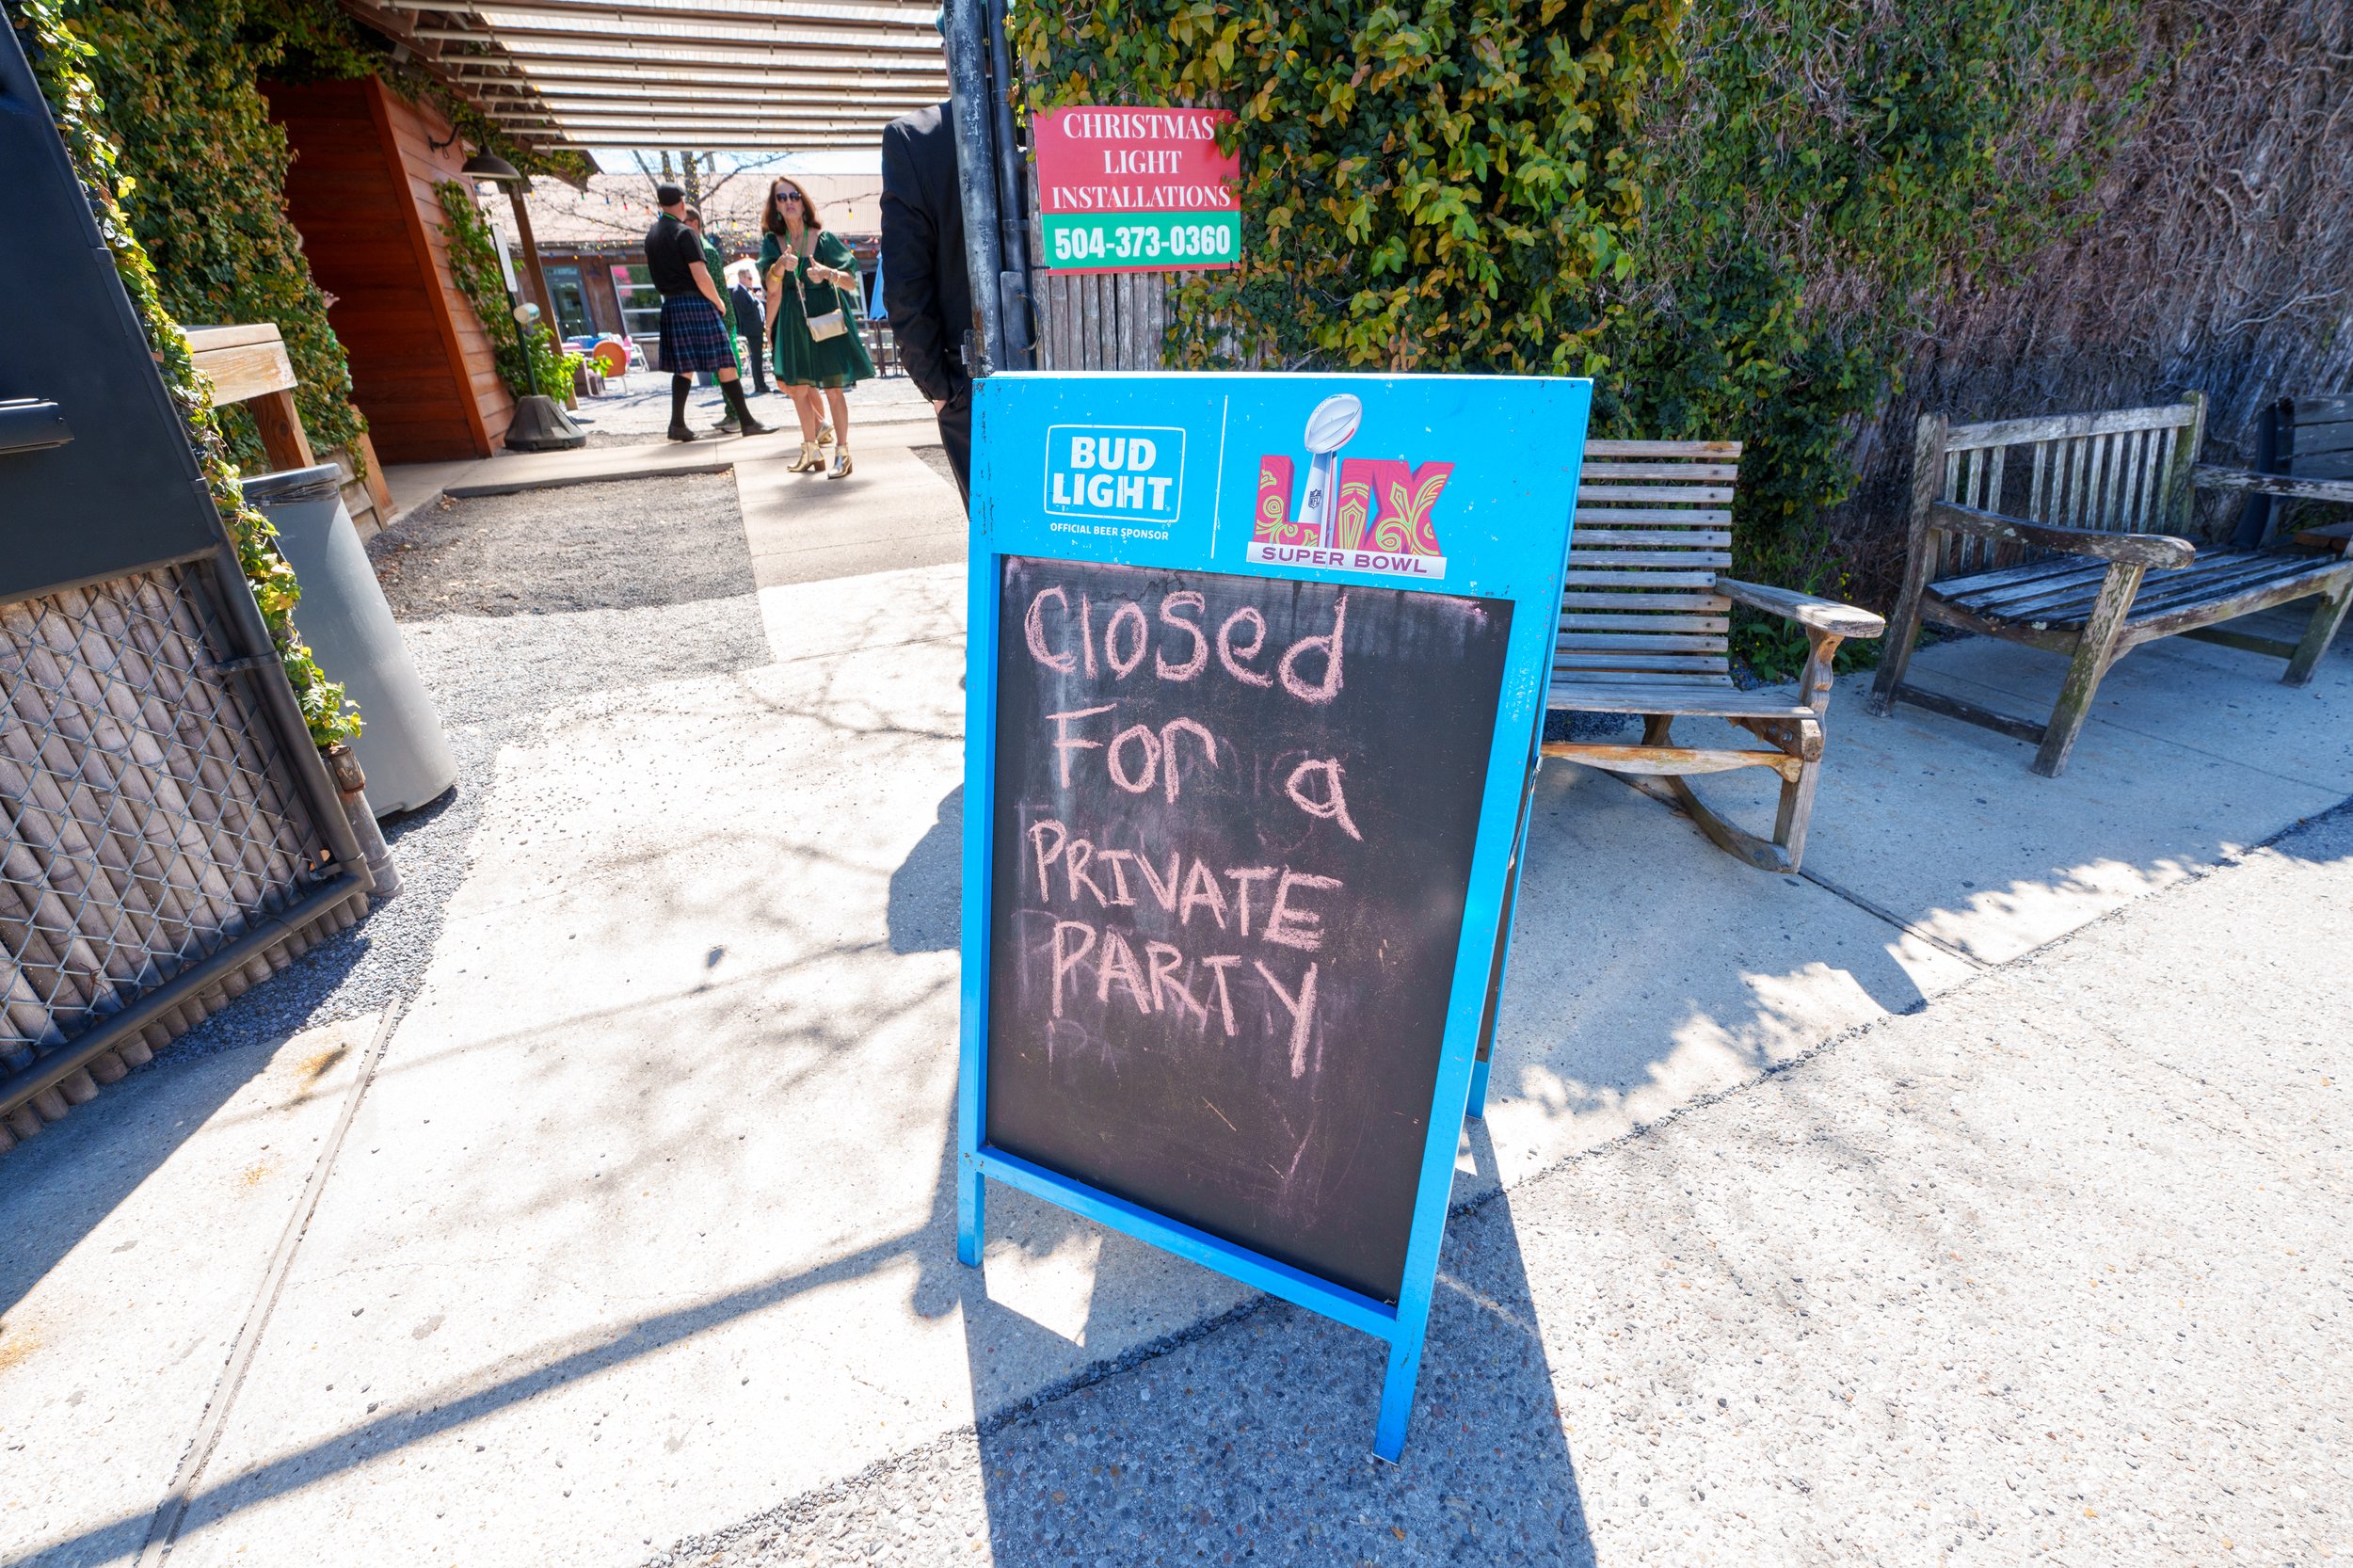 CHRISTMAS
LIGHT
INSTALLATIONS
504-373-0360
BUD
LIGHT
OFFICIAL BEER SPONSOR
LIX
SUPER BOWL
Closed
For a
PRIVATE
PARTY